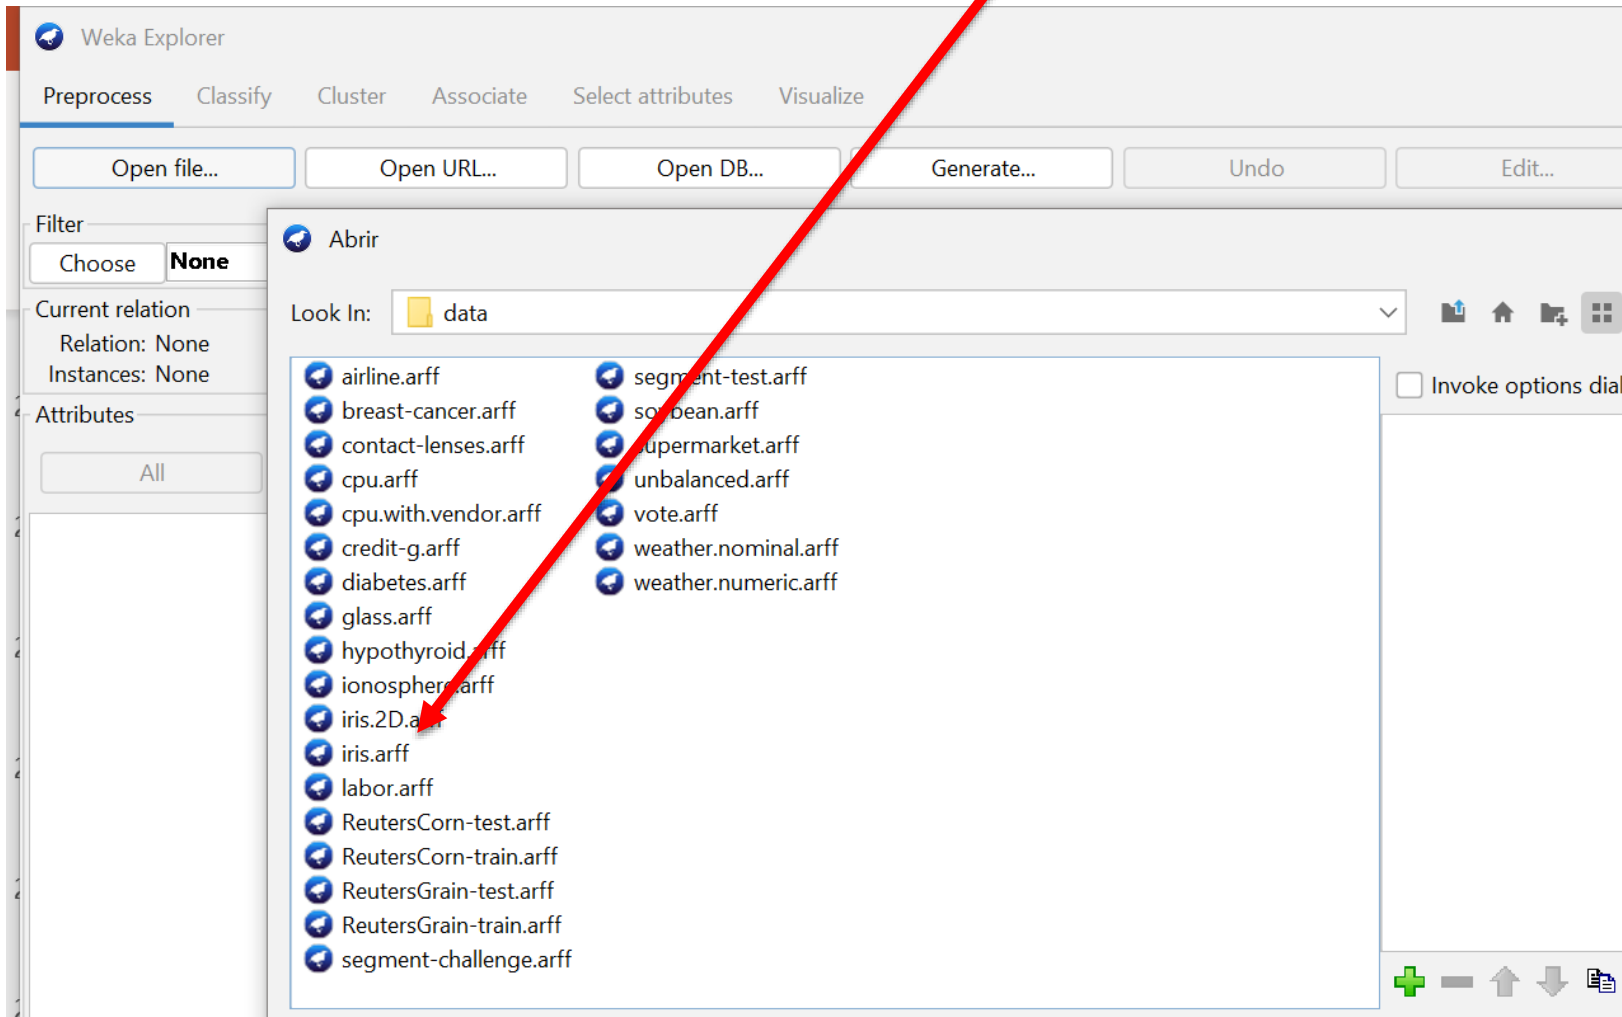 Weka Explorer
Preprocess Classify Cluster Associate Select attributes Visualize
Open file... Open URL... Open DB... Generate... Undo Edit...
Filter
Choose None
Current relation
Relation: None
Instances: None
Attributes
All
Abrir
Look In: data
airline.arff
breast-cancer.arff
contact-lenses.arff
cpu.arff
cpu.with.vendor.arff
credit-g.arff
diabetes.arff
glass.arff
hypothyroid.arff
ionosphere.arff
iris.2D.arff
iris.arff
labor.arff
ReutersCorn-test.arff
ReutersCorn-train.arff
ReutersGrain-test.arff
ReutersGrain-train.arff
segment-challenge.arff
segment-test.arff
soybean.arff
supermarket.arff
unbalanced.arff
vote.arff
weather.nominal.arff
weather.numeric.arff
Invoke options dial